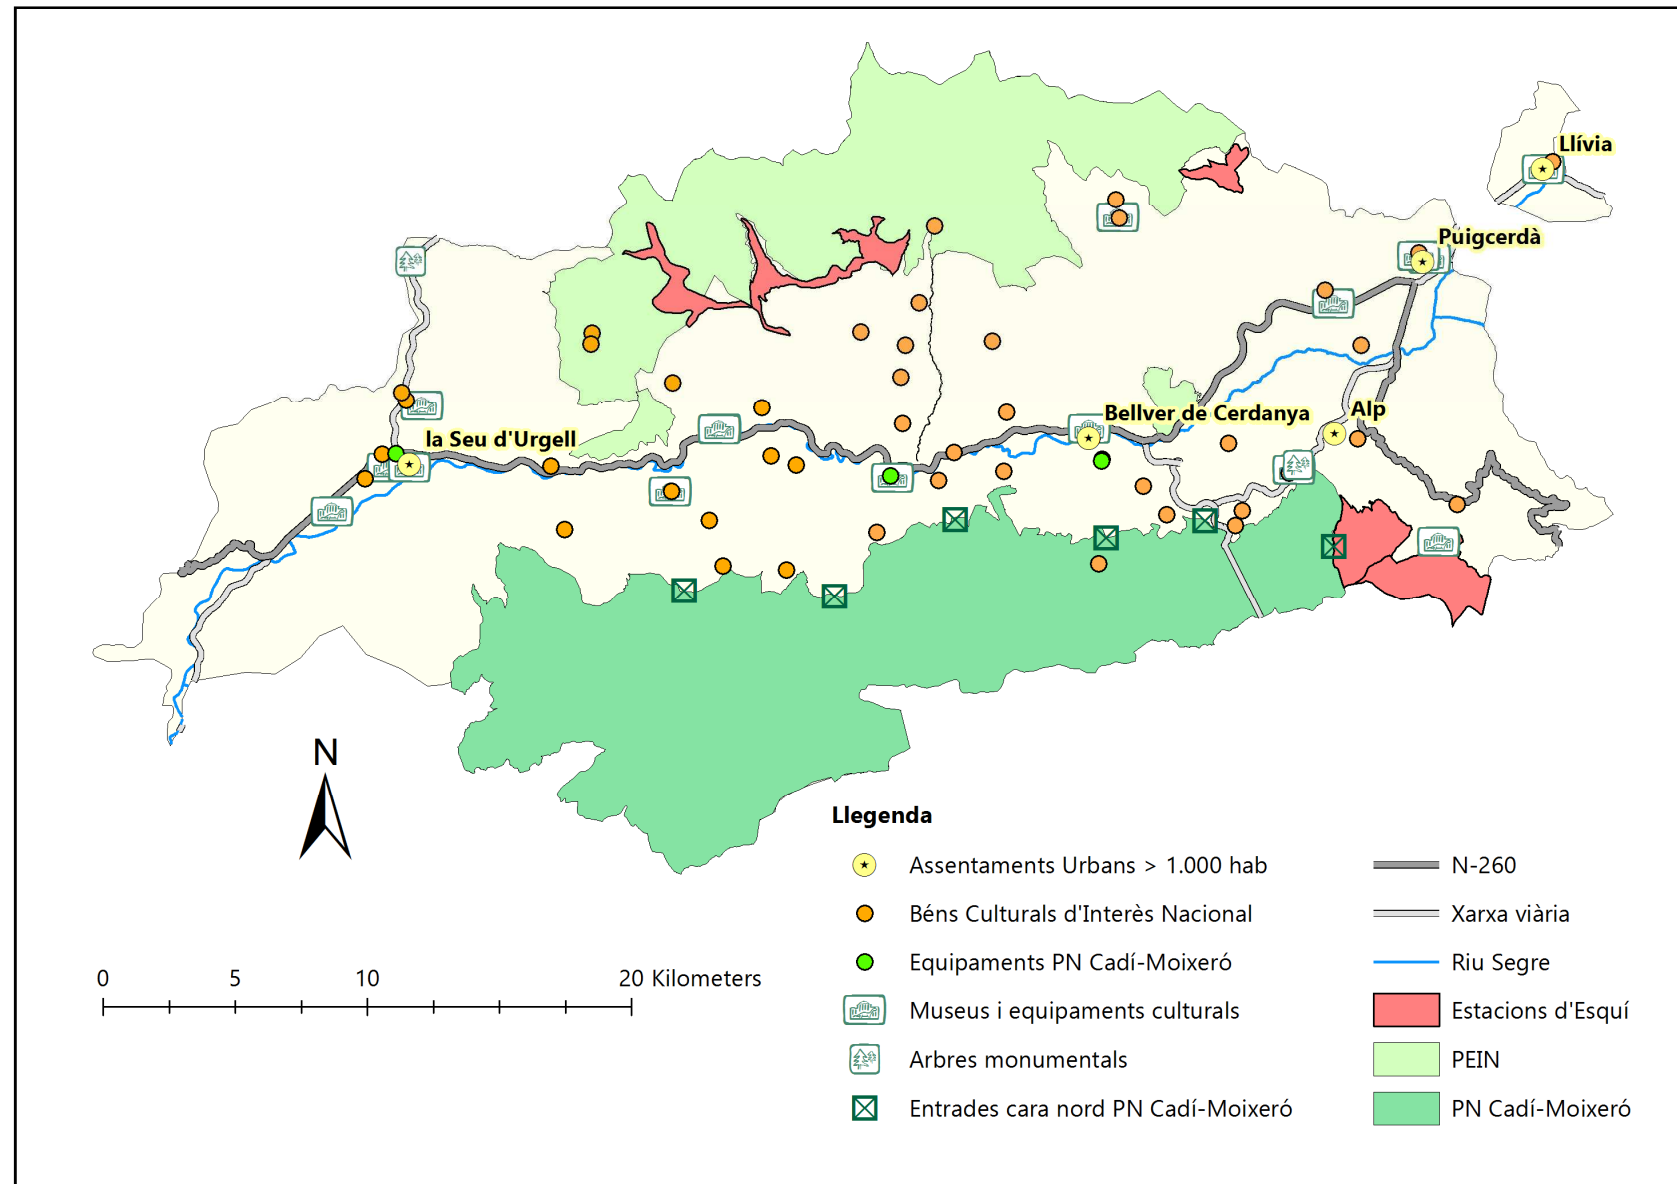 Llívia
Puigcerdà
Bellver de Cerdanya
Alp
la Seu d'Urgell
N
0 5 10 20 Kilometers
Llegenda
Assentaments Urbans > 1.000 hab
Béns Culturals d'Interès Nacional
Equipaments PN Cadí-Moixeró
Museus i equipaments culturals
Arbres monumentals
Entrades cara nord PN Cadí-Moixeró
N-260
Xarxa viària
Riu Segre
Estacions d'Esquí
PEIN
PN Cadí-Moixeró